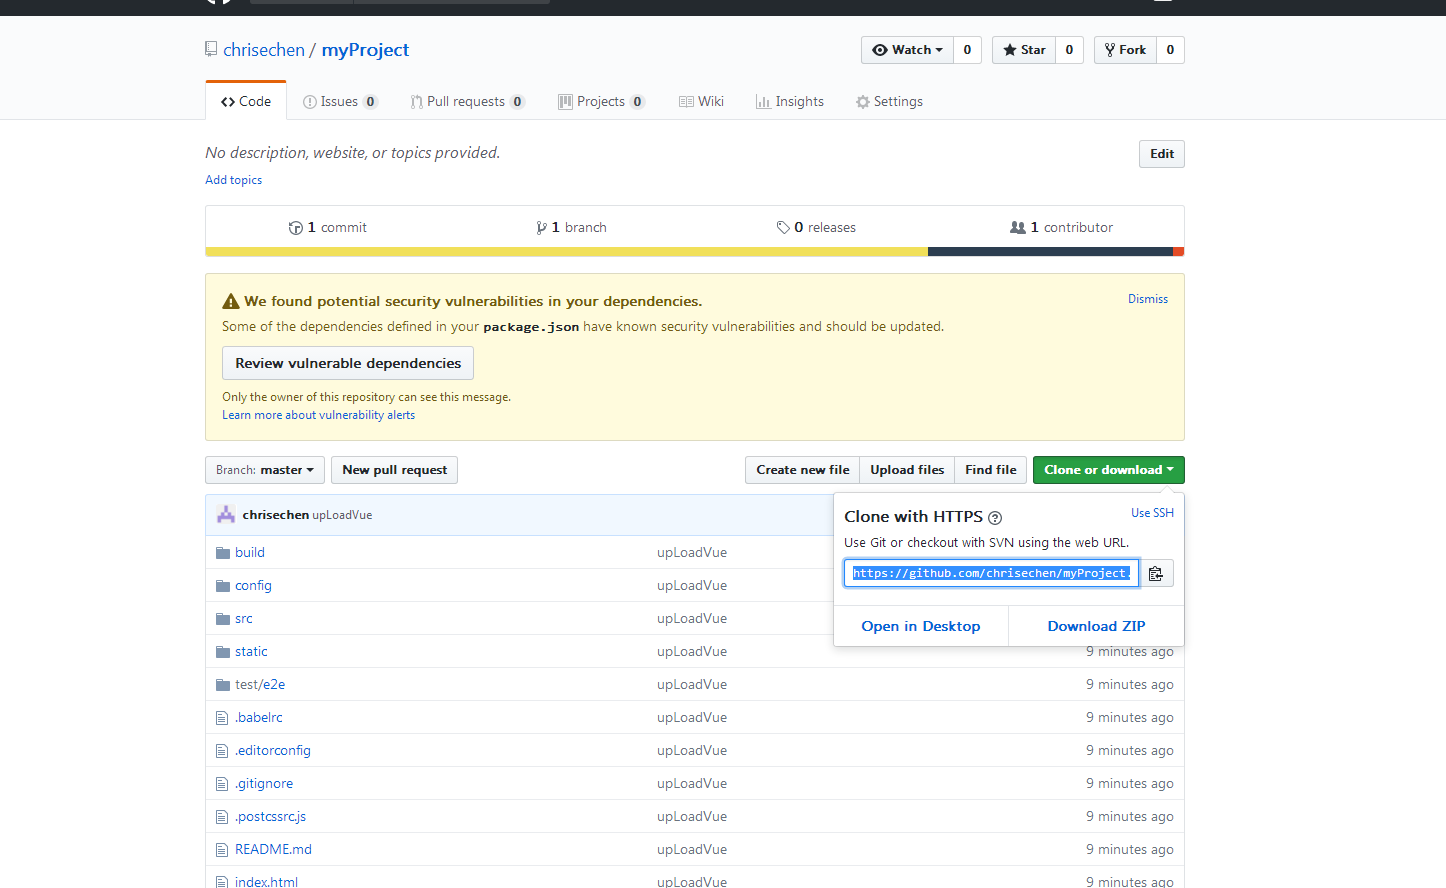 chrisechen / myProject
Watch 0 Star 0 Fork 0
Code Issues 0 Pull requests 0 Projects 0 Wiki Insights Settings
No description, website, or topics provided.
Edit
Add topics
1 commit 1 branch 0 releases 1 contributor
We found potential security vulnerabilities in your dependencies.
Dismiss
Some of the dependencies defined in your package.json have known security vulnerabilities and should be updated.
Review vulnerable dependencies
Only the owner of this repository can see this message.
Learn more about vulnerability alerts
Branch: master New pull request Create new file Upload files Find file Clone or download
chrisechen upLoadVue
Clone with HTTPS ?
Use SSH
Use Git or checkout with SVN using the web URL.
https://github.com/chrisechen/myProject.
Open in Desktop Download ZIP
build upLoadVue
config upLoadVue
src upLoadVue
static upLoadVue 9 minutes ago
test/e2e upLoadVue 9 minutes ago
.babelrc upLoadVue 9 minutes ago
.editorconfig upLoadVue 9 minutes ago
.gitignore upLoadVue 9 minutes ago
.postcssrc.js upLoadVue 9 minutes ago
README.md upLoadVue 9 minutes ago
index.html upLoadVue 9 minutes ago